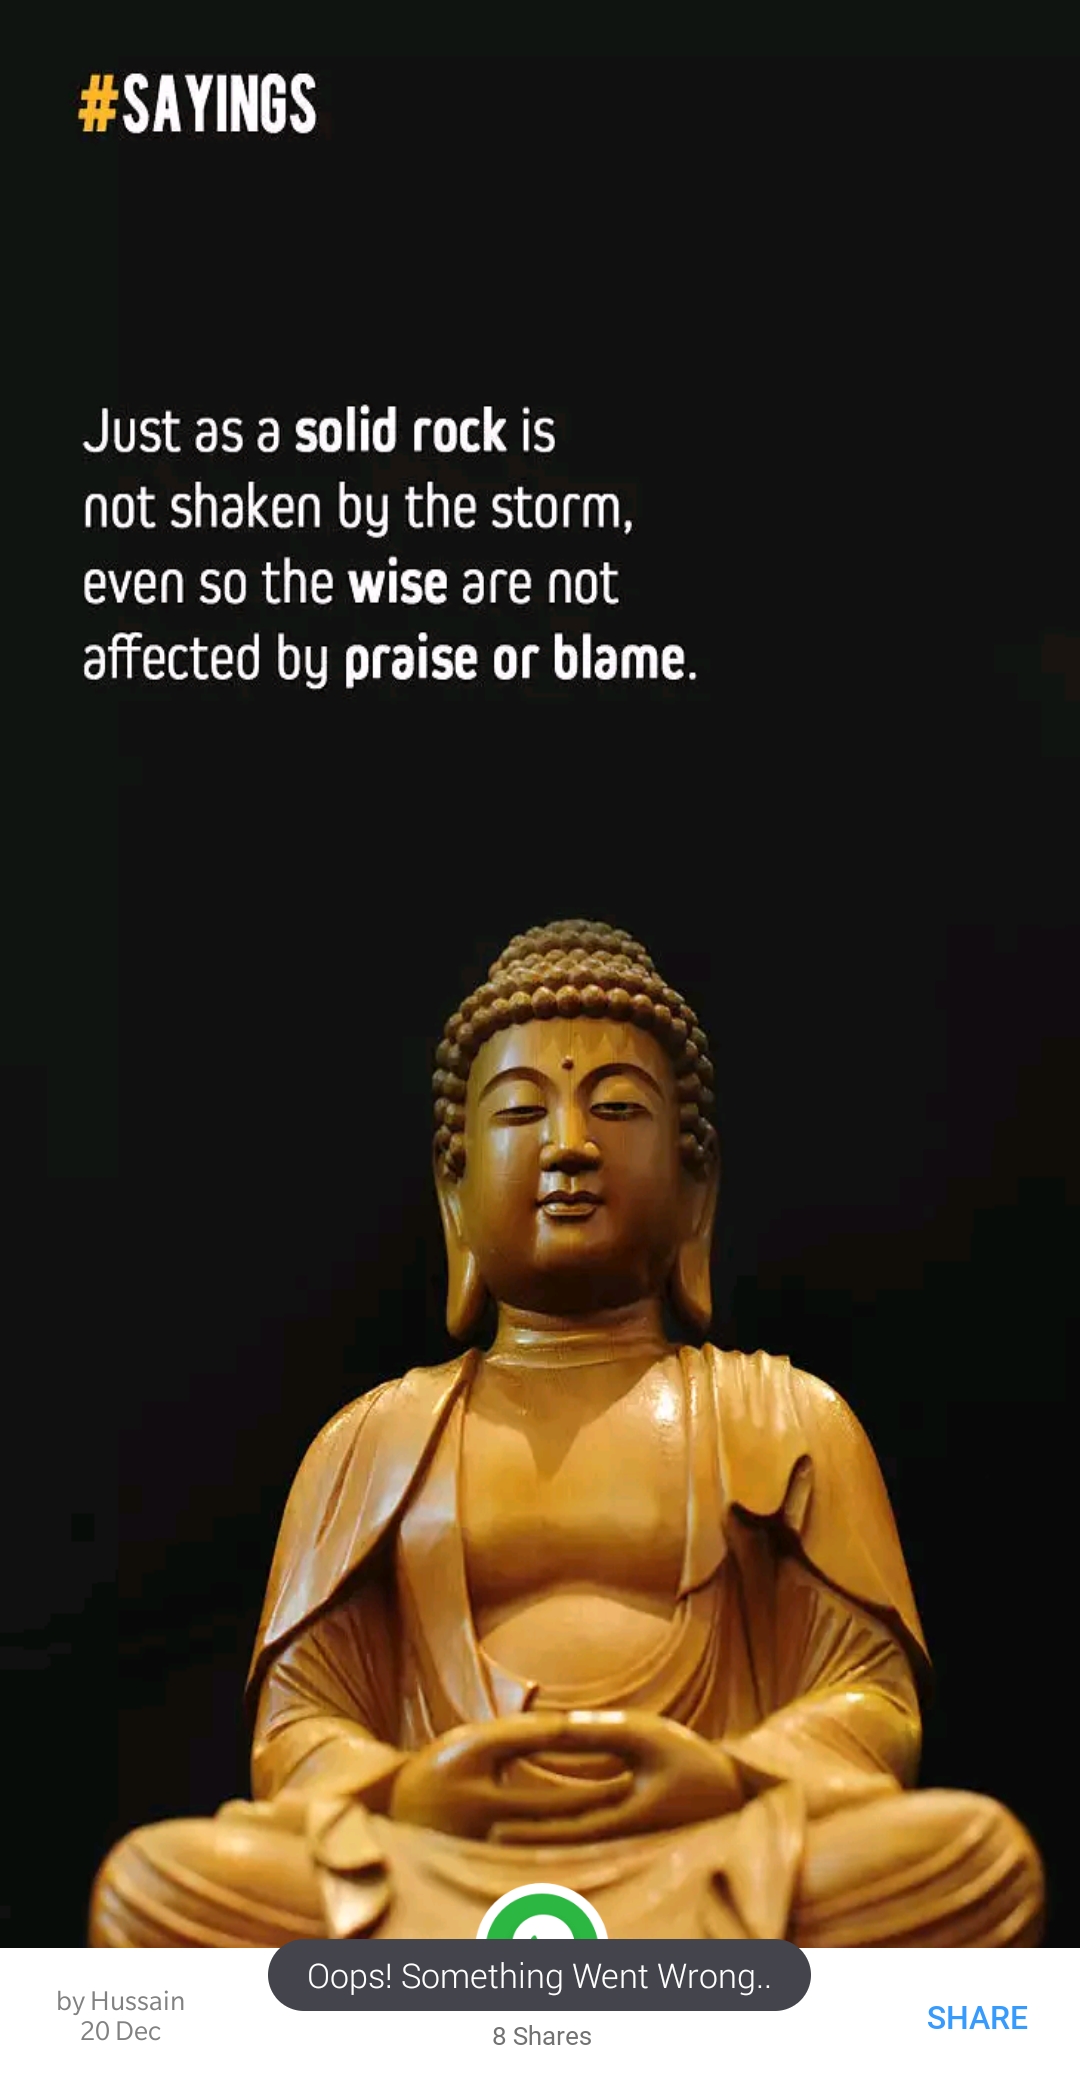 #SAYINGS
Just as a solid rock is
not shaken by the storm,
even so the wise are not
affected by praise or blame.
Oops! Something Went Wrong..
by Hussain
20 Dec
8 Shares
SHARE